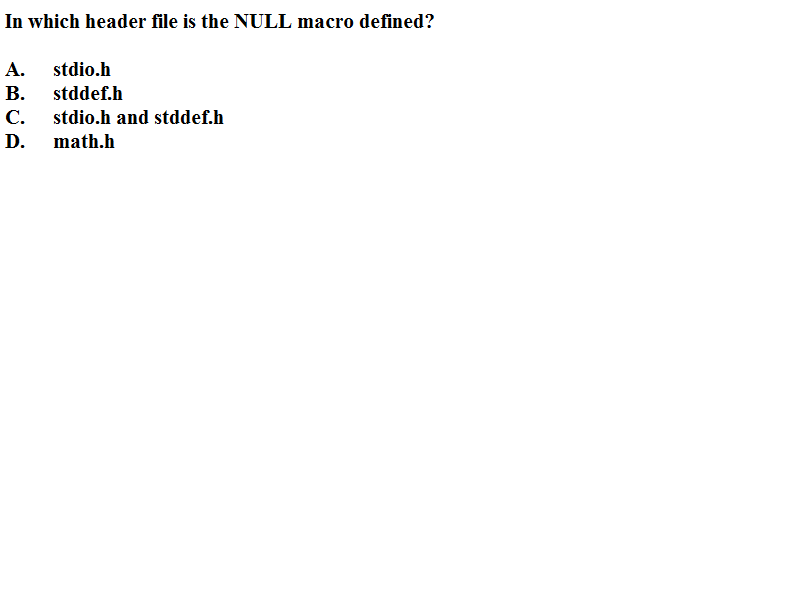 In which header file is the NULL macro defined?
A. stdio.h
B. stddef.h
C. stdio.h and stddef.h
D. math.h